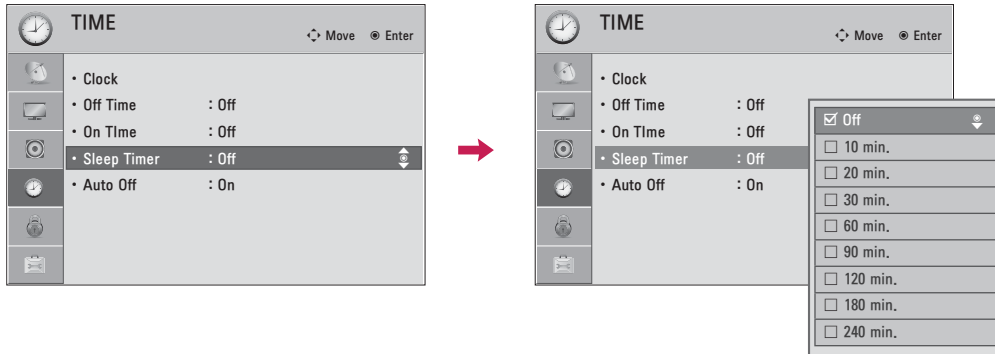 TIME
Move Enter
• Clock
• Off Time : Off
• On TIme : Off
• Sleep Timer : Off
• Auto Off : On
TIME
Move Enter
• Clock
• Off Time : Off
• On TIme : Off
• Sleep Timer : Off
• Auto Off : On
☑ Off
☐ 10 min.
☐ 20 min.
☐ 30 min.
☐ 60 min.
☐ 90 min.
☐ 120 min.
☐ 180 min.
☐ 240 min.